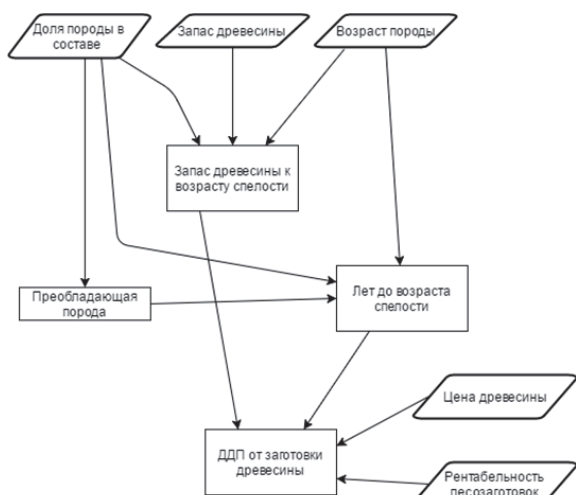 Доля породы в
составе
Запас древесины
Возраст породы
Запас древесины к
возрасту спелости
Преобладающая
порода
Лет до возраста
спелости
Цена древесины
ДДП от заготовки
древесины
Рентабельность
лесозаготовок